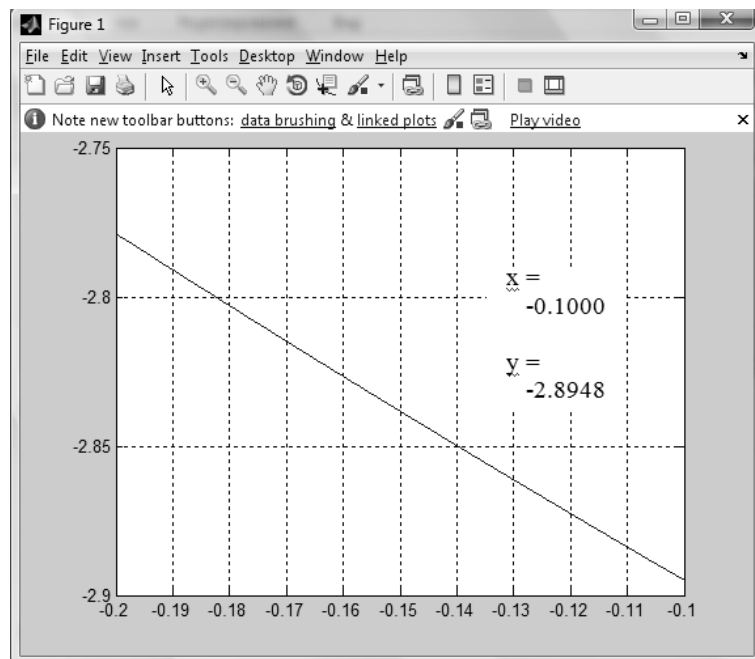 Figure 1
File Edit View Insert Tools Desktop Window Help
Note new toolbar buttons: data brushing & linked plots Play video
-2.75
-2.8
-2.85
-2.9
x =
-0.1000
y =
-2.8948
-0.2 -0.19 -0.18 -0.17 -0.16 -0.15 -0.14 -0.13 -0.12 -0.11 -0.1